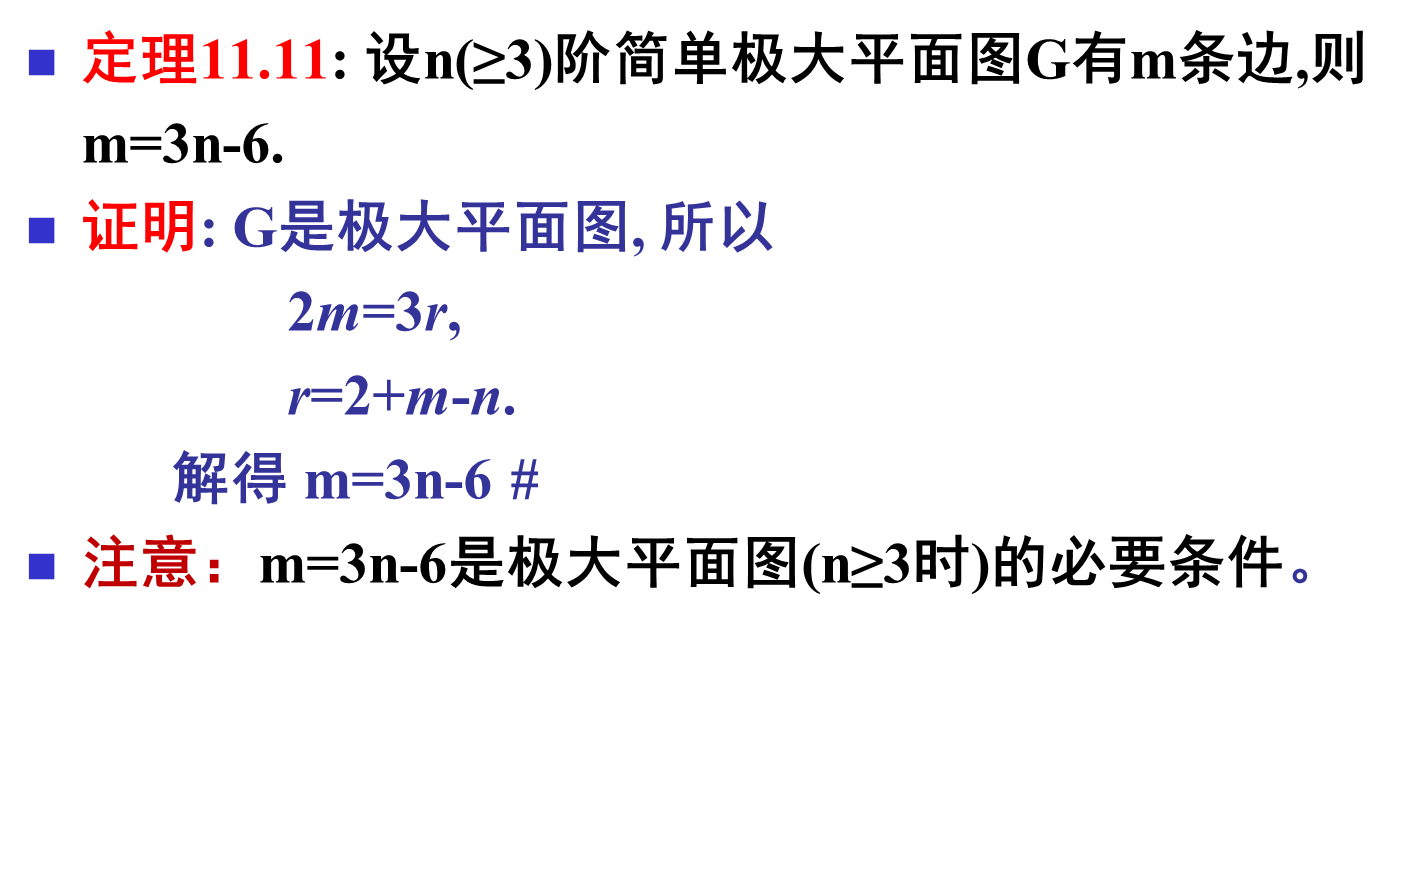 定理11.11: 设n(≥3)阶简单极大平面图G有m条边,则
m=3n-6.
证明: G是极大平面图, 所以
2m=3r,
r=2+m-n.
解得 m=3n-6 #
注意：m=3n-6是极大平面图(n≥3时)的必要条件。